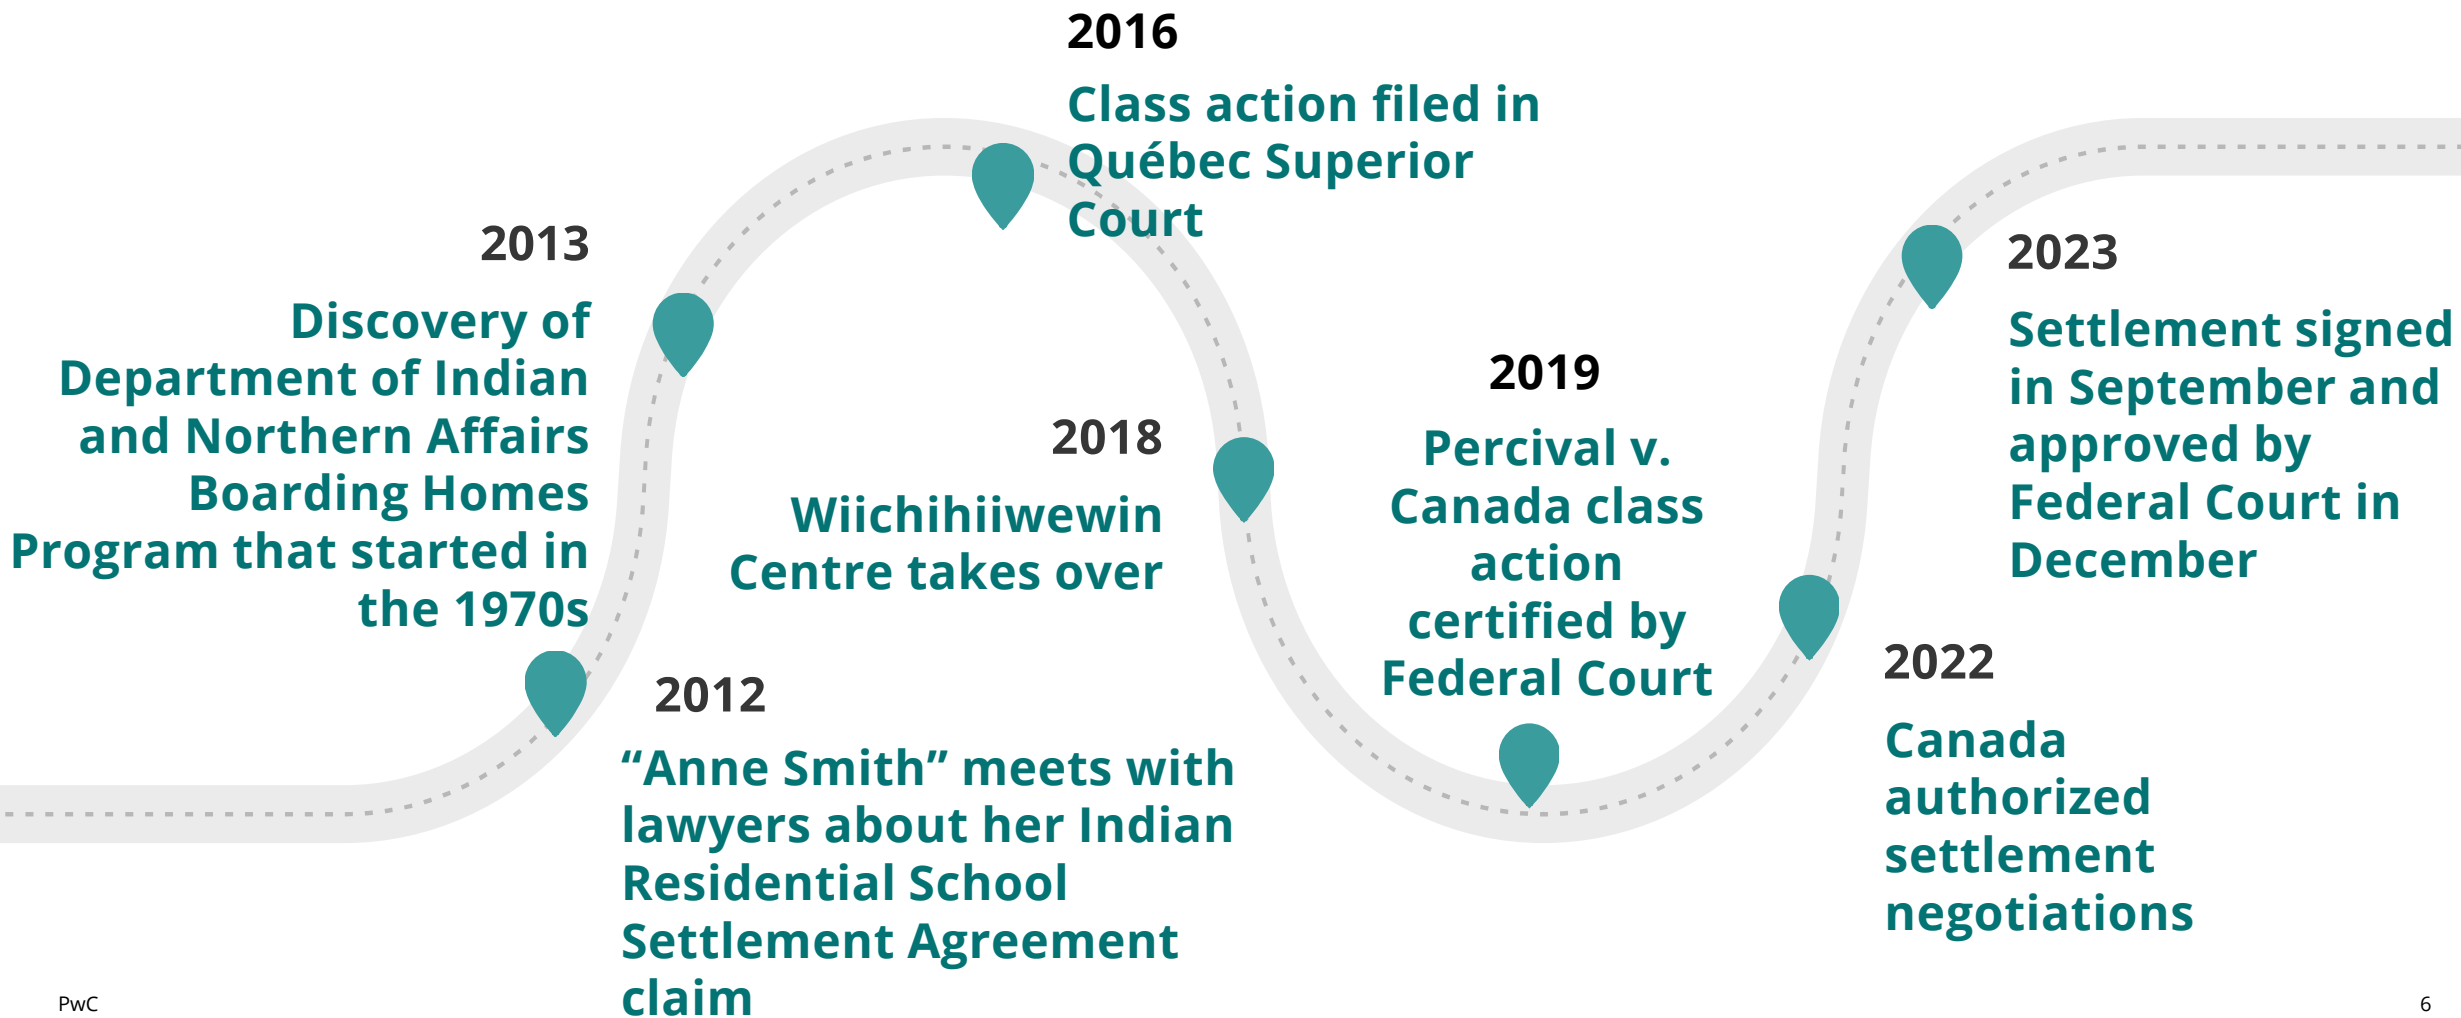 2012
“Anne Smith” meets with
lawyers about her Indian
Residential School
Settlement Agreement
claim
2013
Discovery of
Department of Indian
and Northern Affairs
Boarding Homes
Program that started in
the 1970s
2016
Class action filed in
Québec Superior
Court
2018
Wiichihiiwewin
Centre takes over
2019
Percival v.
Canada class
action
certified by
Federal Court
2022
Canada
authorized
settlement
negotiations
2023
Settlement signed
in September and
approved by
Federal Court in
December
PwC
6